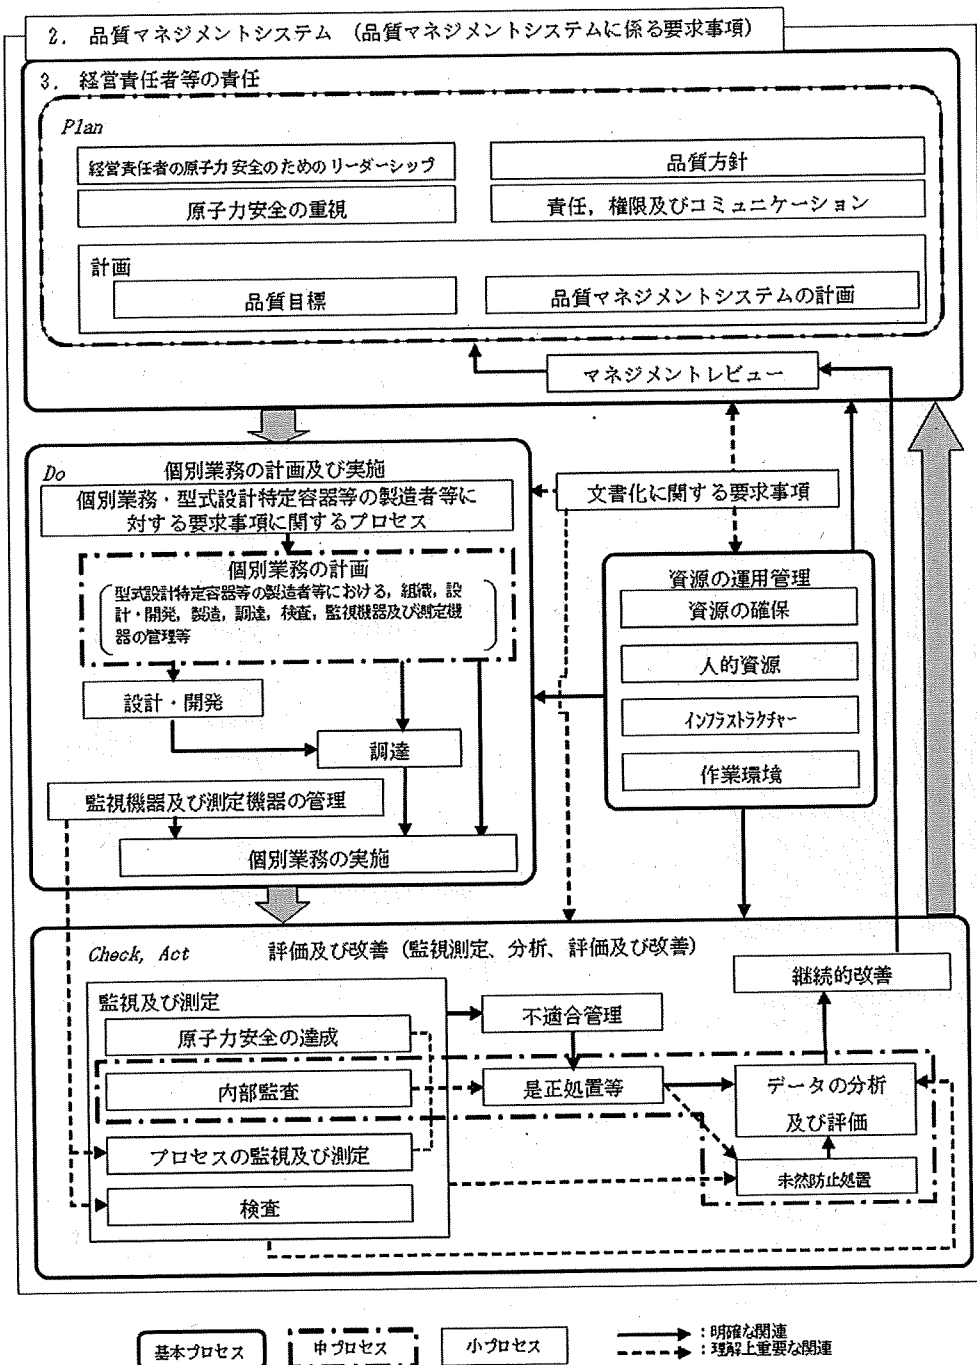 2. 品質マネジメントシステム (品質マネジメントシステムに係る要求事項)
3. 経営責任者等の責任
Plan
経営責任者の原子力安全のためのリーダーシップ
品質方針
原子力安全の重視
責任,権限及びコミュニケーション
計画
品質目標
品質マネジメントシステムの計画
マネジメントレビュー
Do
個別業務の計画及び実施
個別業務・型式設計特定容器等の製造者等に
対する要求事項に関するプロセス
文書化に関する要求事項
個別業務の計画
型式設計特定容器等の製造者等における,組織,設
計・開発,製造,調達,検査,監視機器及び測定機
器の管理等
資源の運用管理
資源の確保
人的資源
インフラストラクチャー
作業環境
設計・開発
調達
監視機器及び測定機器の管理
個別業務の実施
Check, Act
評価及び改善(監視測定、分析、評価及び改善)
継続的改善
監視及び測定
不適合管理
原子力安全の達成
内部監査
是正処置等
データの分析
及び評価
プロセスの監視及び測定
未然防止処置
検査
基本プロセス
中プロセス
小プロセス
:明確な関連
:理解上重要な関連